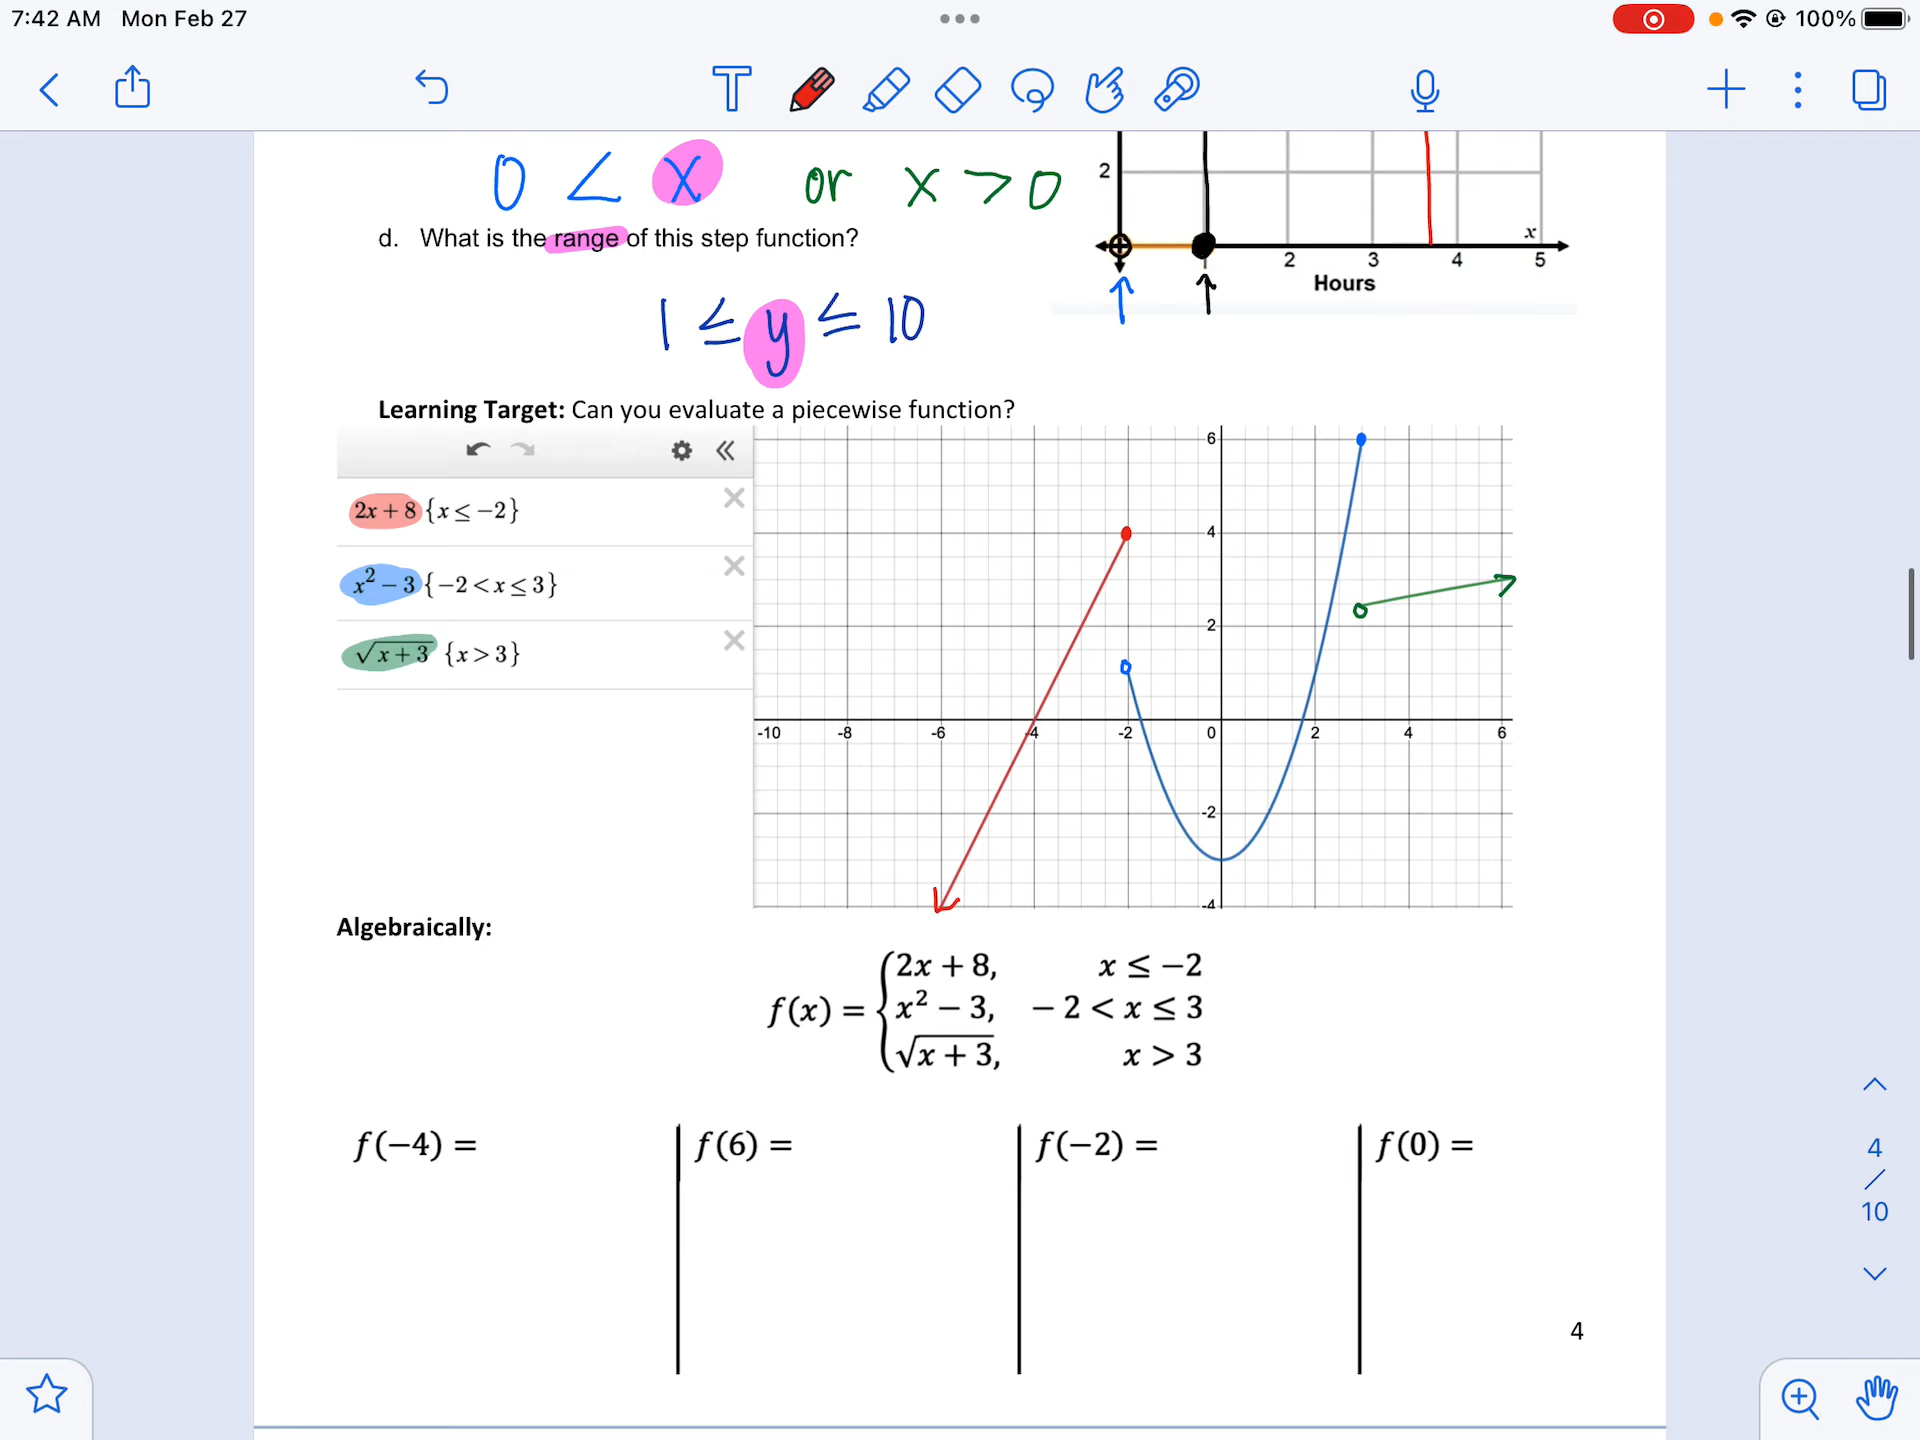 7:42 AM Mon Feb 27
100%
0 < x or x > 0
2
x
2 3 4 5
Hours
d. What is the range of this step function?
1 ≤ y ≤ 10
Learning Target: Can you evaluate a piecewise function?
2x + 8 {x ≤ −2}
x² − 3 {−2 < x ≤ 3}
√x + 3 {x > 3}
6
4
2
-10 -8 -6 -4 -2 0 2 4 6
-2
-4
Algebraically:
2x + 8, x ≤ −2
f(x) = { x² − 3, − 2 < x ≤ 3
√x + 3, x > 3
f(−4) = f(6) = f(−2) = f(0) =
4
4
/
10